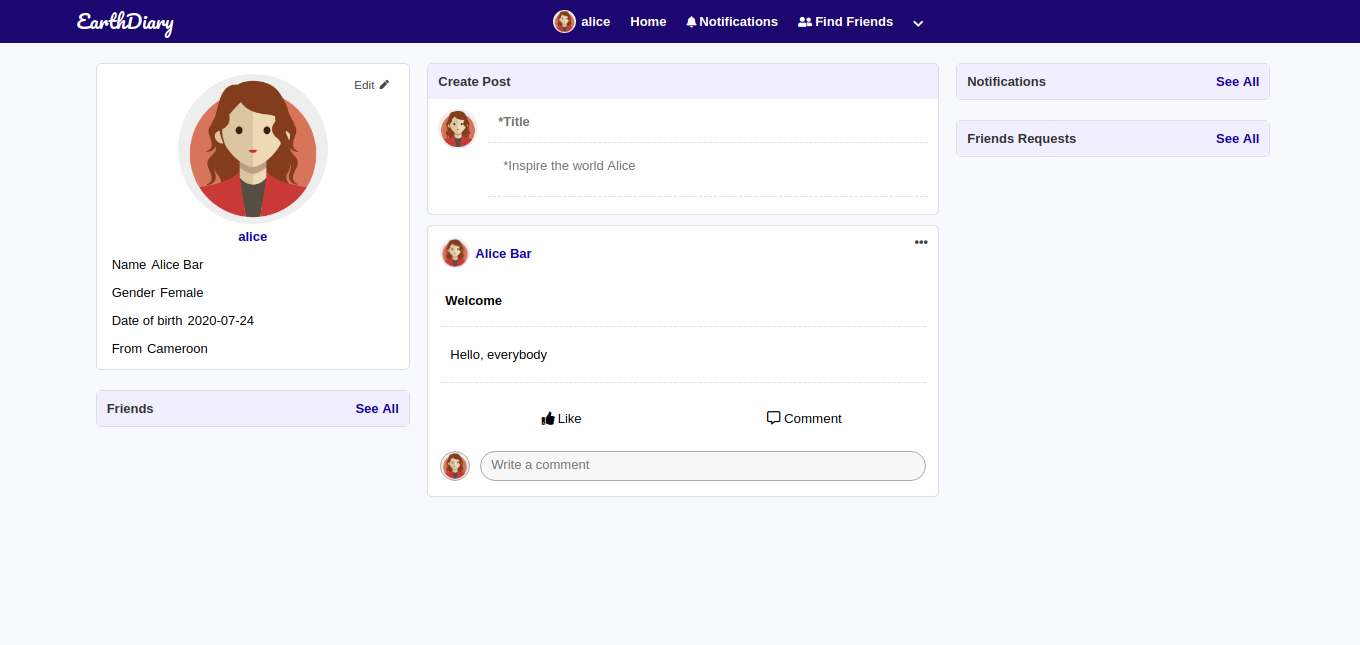 EarthDiary
alice Home Notifications Find Friends
Edit
alice
Name Alice Bar
Gender Female
Date of birth 2020-07-24
From Cameroon
Friends See All
Create Post
*Title
*Inspire the world Alice
Alice Bar
•••
Welcome
Hello, everybody
Like Comment
Write a comment
Notifications See All
Friends Requests See All